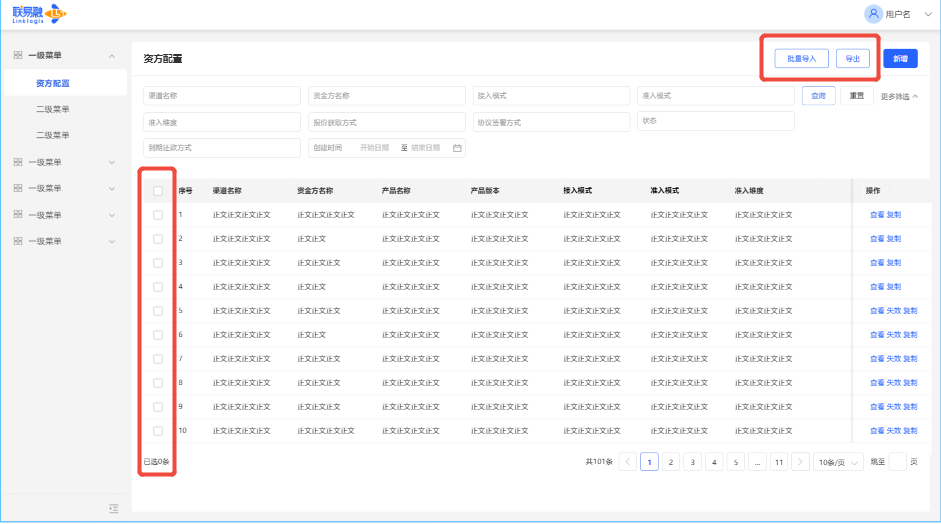 联易融
Linklogis
用户名
一级菜单
资方配置
二级菜单
二级菜单
一级菜单
一级菜单
一级菜单
一级菜单
资方配置
批量导入 导出 新增
渠道名称 资金方名称 接入模式 准入模式 查询 重置 更多筛选
准入维度 报价获取方式 协议签署方式 状态
到期还款方式 创建时间 开始日期 至 结束日期
序号 渠道名称 资金方名称 产品名称 产品版本 接入模式 准入模式 准入维度 操作
1 正文正文正文正文 正文正文正文正文 正文正文正文正文 正文正文正文正文 正文正文正文正文 正文正文正文正文 正文正文正文正文 查看 复制
2 正文正文正文正文 正文正文 正文正文正文正文 正文正文正文正文 正文正文正文正文 正文正文正文正文 正文正文正文正文 查看 复制
3 正文正文正文正文 正文正文正文 正文正文正文正文 正文正文正文正文 正文正文正文正文 正文正文正文正文 正文正文正文正文 查看 复制
4 正文正文正文正文 正文正文 正文正文正文正文 正文正文正文正文 正文正文正文正文 正文正文正文正文 正文正文正文正文 查看 复制
5 正文正文正文正文 正文正文正文 正文正文正文正文 正文正文正文正文 正文正文正文正文 正文正文正文正文 正文正文正文正文 查看 失效 复制
6 正文正文正文正文 正文正文 正文正文正文正文 正文正文正文正文 正文正文正文正文 正文正文正文正文 正文正文正文正文 查看 失效 复制
7 正文正文正文正文 正文正文正文 正文正文正文正文 正文正文正文正文 正文正文正文正文 正文正文正文正文 正文正文正文正文 查看 失效 复制
8 正文正文正文正文 正文正文正文 正文正文正文正文 正文正文正文正文 正文正文正文正文 正文正文正文正文 正文正文正文正文 查看 失效 复制
9 正文正文正文正文 正文正文正文 正文正文正文正文 正文正文正文正文 正文正文正文正文 正文正文正文正文 正文正文正文正文 查看 失效 复制
10 正文正文正文正文 正文正文正文正文 正文正文正文正文 正文正文正文正文 正文正文正文正文 正文正文正文正文 正文正文正文正文 查看 失效 复制
已选0条 共101条 1 2 3 4 5 ... 11 10条/页 跳至 页